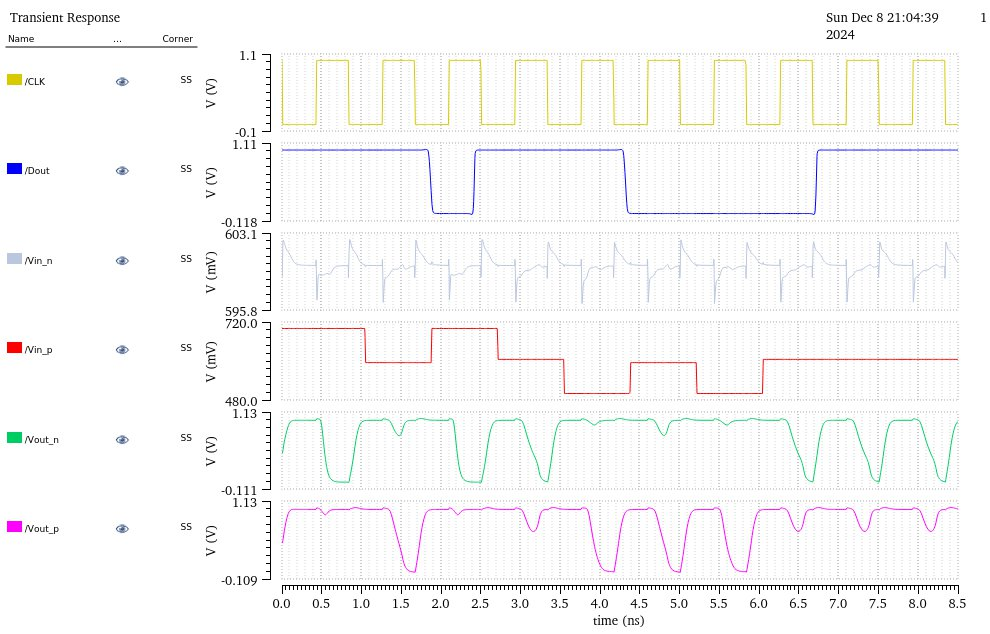 Transient Response
Sun Dec 8 21:04:39 1
2024
Name ... Corner
/CLK SS
V (V)
1.1
-0.1
/Dout SS
V (V)
1.11
-0.118
/Vin_n SS
V (mV)
603.1
595.8
/Vin_p SS
V (mV)
720.0
480.0
/Vout_n SS
V (V)
1.13
-0.111
/Vout_p SS
V (V)
1.13
-0.109
0.0 0.5 1.0 1.5 2.0 2.5 3.0 3.5 4.0 4.5 5.0 5.5 6.0 6.5 7.0 7.5 8.0 8.5
time (ns)